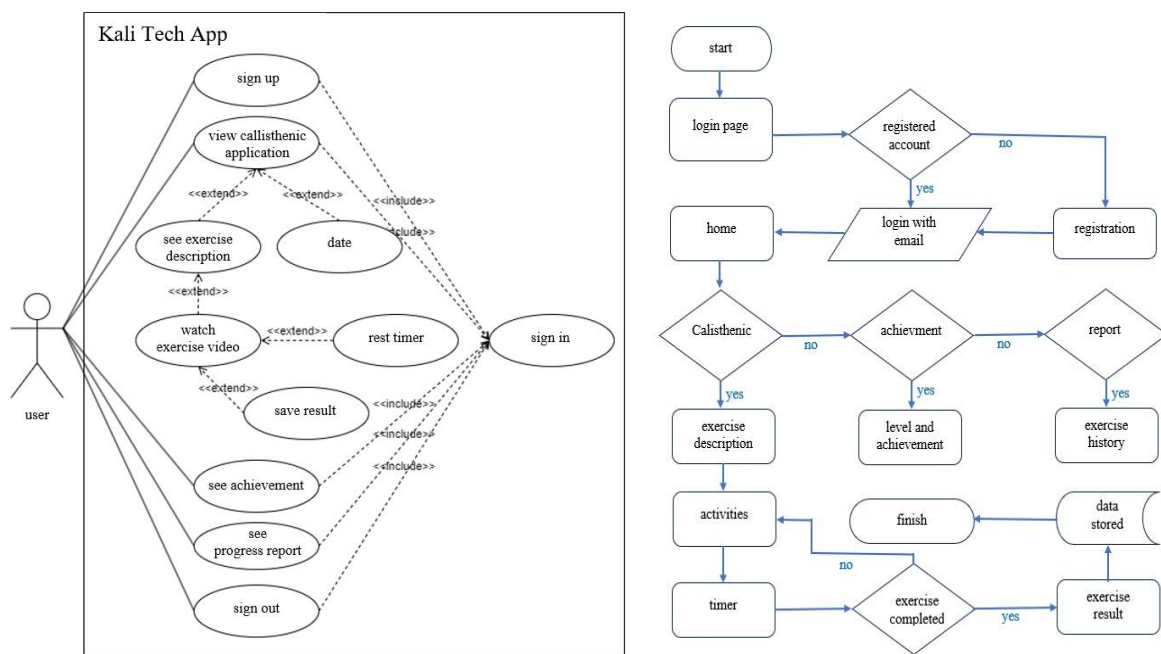 Kali Tech App
sign up
view callisthenic
application
<<extend>>
<<extend>>
<<include>>
see exercise
description
date
<<extend>>
watch
exercise video
<<extend>>
rest timer
sign in
<<extend>>
save result
<<include>>
<<include>>
<<include>>
see achievement
see
progress report
sign out
user
start
login page
registered
account
no
yes
home
login with
email
registration
Calisthenic
no
achievment
no
report
yes
yes
yes
exercise
description
level and
achievement
exercise
history
activities
finish
data
stored
no
timer
exercise
completed
yes
exercise
result